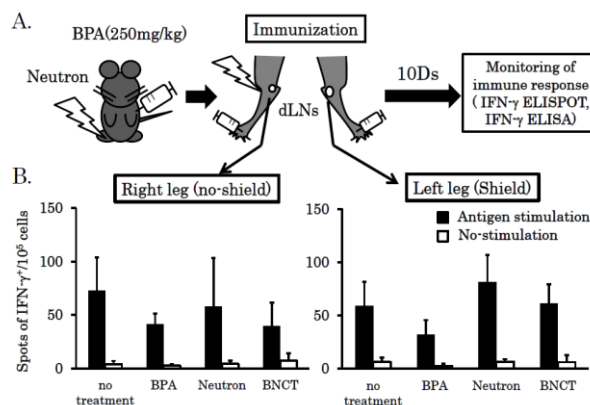 A.
BPA(250mg/kg)
Neutron
Immunization
dLNs
10Ds
Monitoring of
immune response
( IFN-γ ELISPOT,
IFN-γ ELISA)
B.
Right leg (no-shield)
Left leg (Shield)
Antigen stimulation
No-stimulation
Spots of IFN-γ⁺/10⁵ cells
150
100
50
0
no
treatment
BPA
Neutron
BNCT
150
100
50
0
no
treatment
BPA
Neutron
BNCT